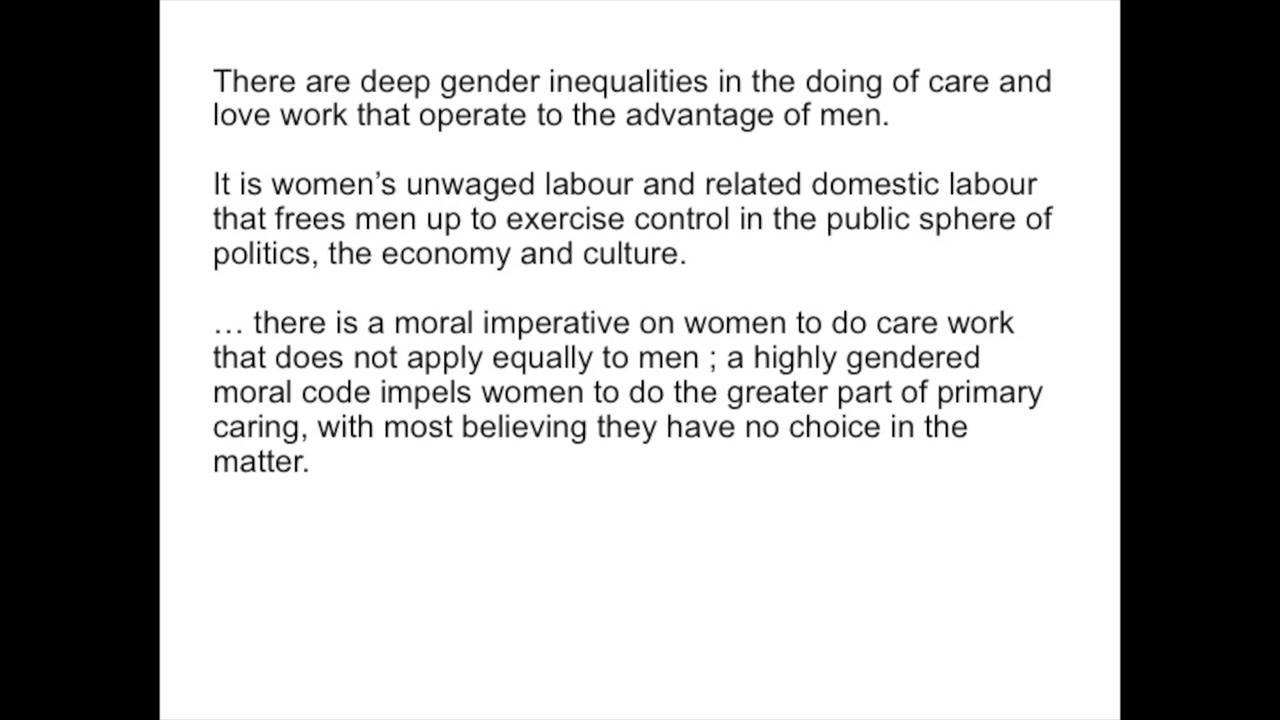 There are deep gender inequalities in the doing of care and
love work that operate to the advantage of men.
It is women’s unwaged labour and related domestic labour
that frees men up to exercise control in the public sphere of
politics, the economy and culture.
… there is a moral imperative on women to do care work
that does not apply equally to men ; a highly gendered
moral code impels women to do the greater part of primary
caring, with most believing they have no choice in the
matter.